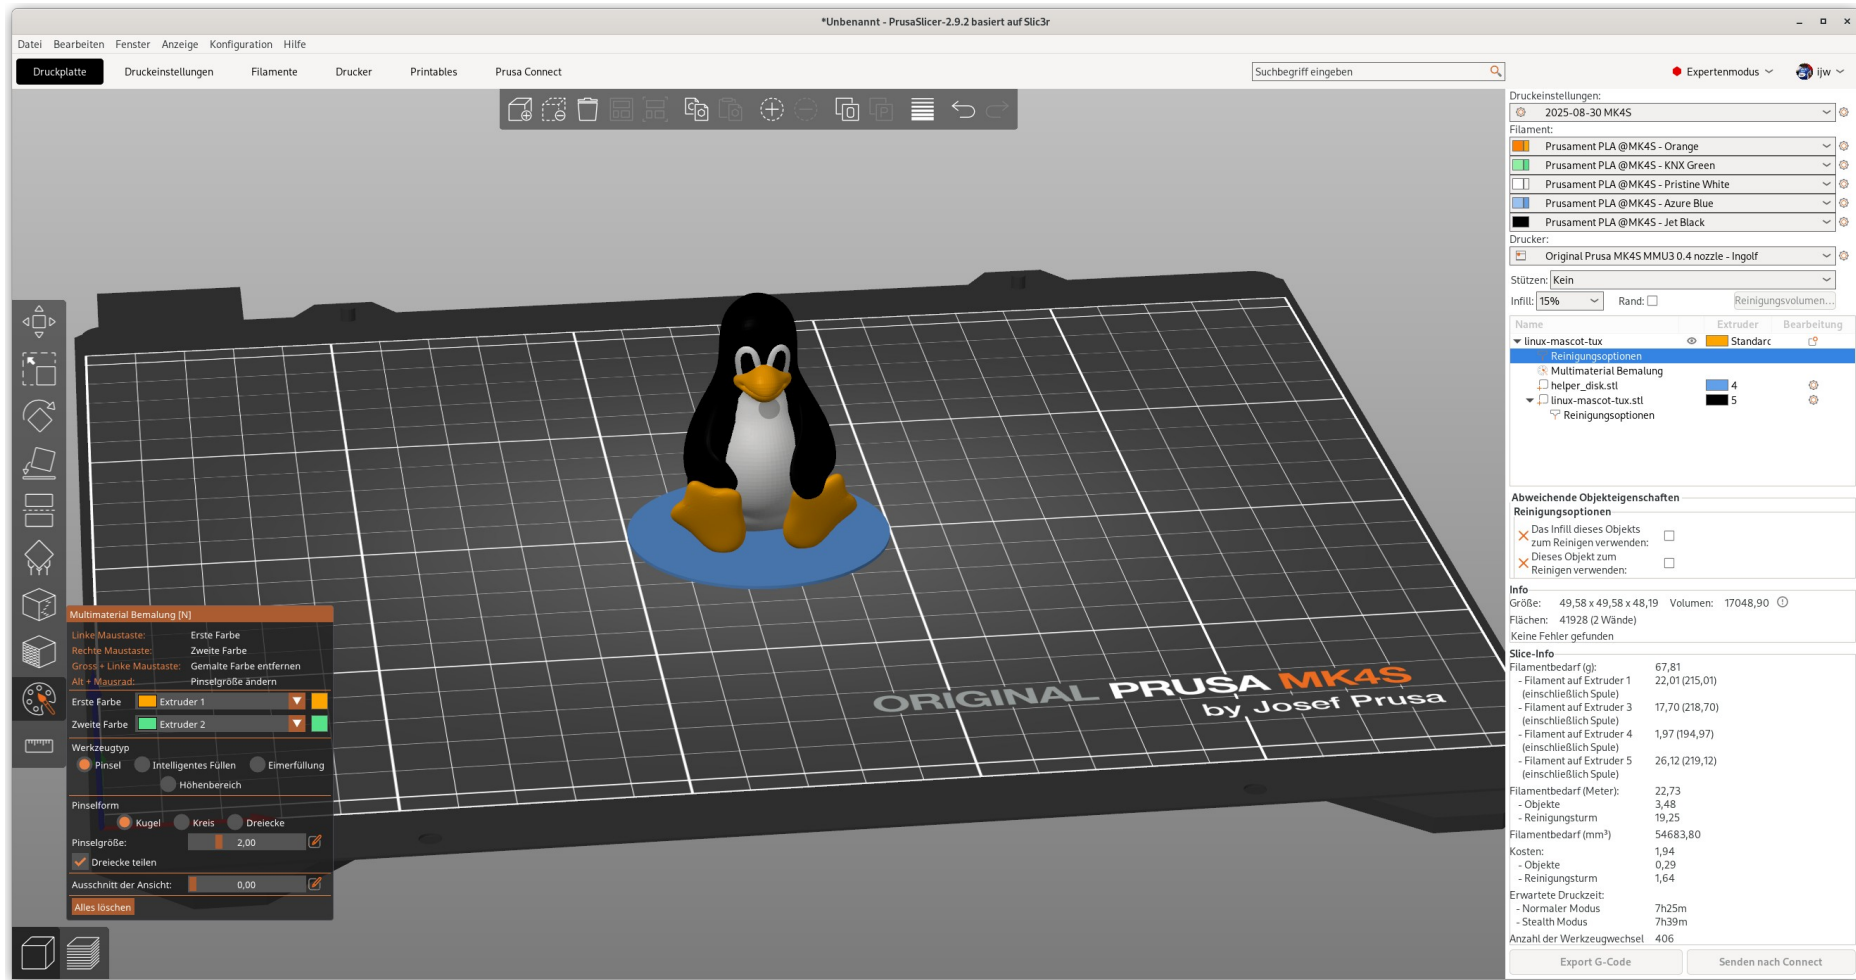 *Unbenannt - PrusaSlicer-2.9.2 basiert auf Slic3r
Datei Bearbeiten Fenster Anzeige Konfiguration Hilfe
Druckplatte Druckeinstellungen Filamente Drucker Printables Prusa Connect
Suchbegriff eingeben
Expertenmodus
ijw
Druckeinstellungen:
2025-08-30 MK4S
Filament:
Prusament PLA @MK4S - Orange
Prusament PLA @MK4S - KNX Green
Prusament PLA @MK4S - Pristine White
Prusament PLA @MK4S - Azure Blue
Prusament PLA @MK4S - Jet Black
Drucker:
Original Prusa MK4S MMU3 0.4 nozzle - Ingolf
Stützen: Kein
Infill: 15% Rand: Reinigungsvolumen...
Name Extruder Bearbeitung
linux-mascot-tux Standard
Reinigungsoptionen
Multimaterial Bemalung
helper_disk.stl 4
linux-mascot-tux.stl 5
Reinigungsoptionen
Abweichende Objekteigenschaften
Reinigungsoptionen
Das Infill dieses Objekts
zum Reinigen verwenden:
Dieses Objekt zum
Reinigen verwenden:
Info
Größe: 49,58 x 49,58 x 48,19 Volumen: 17048,90
Flächen: 41928 (2 Wände)
Keine Fehler gefunden
Slice-Info
Filamentbedarf (g): 67,81
- Filament auf Extruder 1 22,01 (215,01)
(einschließlich Spule)
- Filament auf Extruder 3 17,70 (218,70)
(einschließlich Spule)
- Filament auf Extruder 4 1,97 (194,97)
(einschließlich Spule)
- Filament auf Extruder 5 26,12 (219,12)
(einschließlich Spule)
Filamentbedarf (Meter): 22,73
- Objekte 3,48
- Reinigungsturm 19,25
Filamentbedarf (mm³) 54683,80
Kosten: 1,94
- Objekte 0,29
- Reinigungsturm 1,64
Erwartete Druckzeit:
- Normaler Modus 7h25m
- Stealth Modus 7h39m
Anzahl der Werkzeugwechsel 406
Export G-Code Senden nach Connect
ORIGINAL PRUSA MK4S
by Josef Prusa
Multimaterial Bemalung [N]
Linke Maustaste: Erste Farbe
Rechte Maustaste: Zweite Farbe
Gross + Linke Maustaste: Gemalte Farbe entfernen
Alt + Mausrad: Pinselgröße ändern
Erste Farbe Extruder 1
Zweite Farbe Extruder 2
Werkzeugtyp
Pinsel Intelligentes Füllen Eimerfüllung
Höhenbereich
Pinselform
Kugel Kreis Dreiecke
Pinselgröße: 2,00
Dreiecke teilen
Ausschnitt der Ansicht: 0,00
Alles löschen